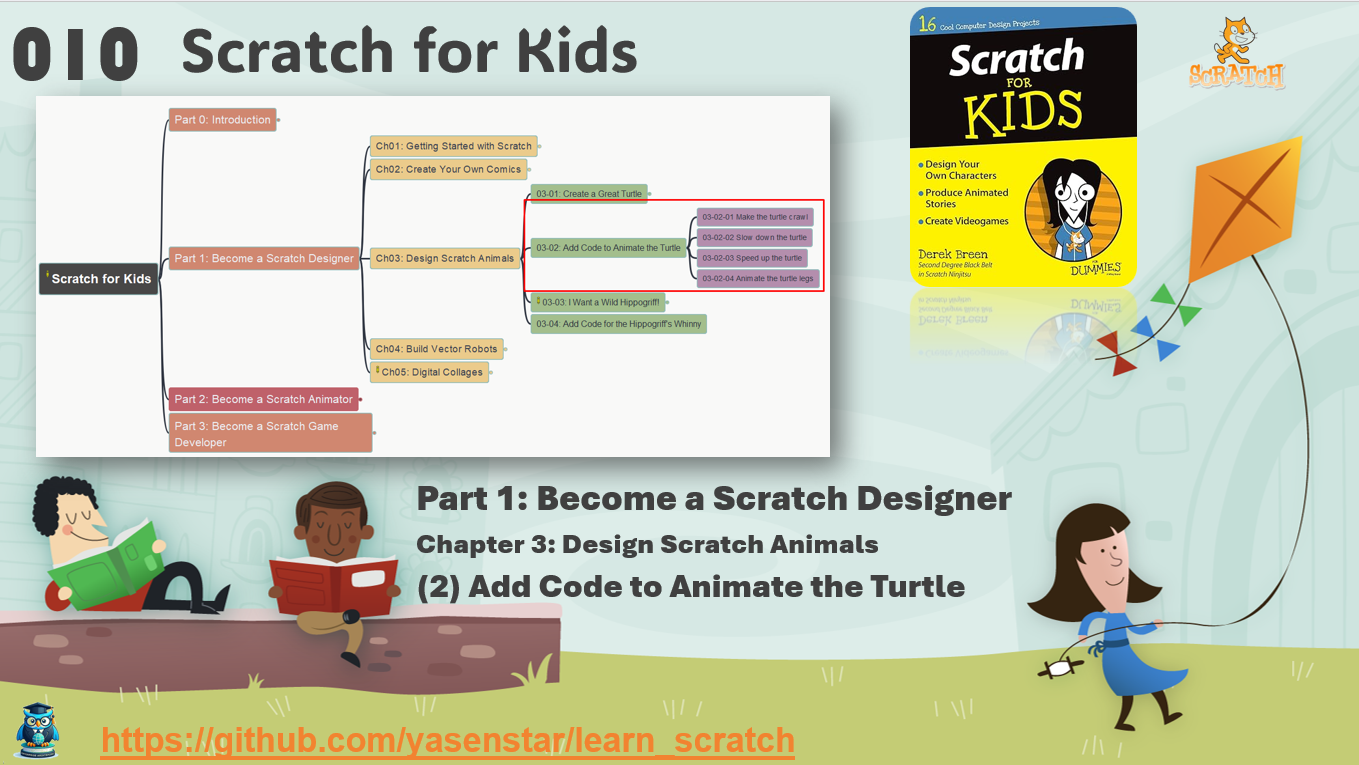 010 Scratch for Kids
Part 0: Introduction
Ch01: Getting Started with Scratch
Ch02: Create Your Own Comics
03-01: Create a Great Turtle
03-02-01 Make the turtle crawl
03-02-02 Slow down the turtle
03-02: Add Code to Animate the Turtle
03-02-03 Speed up the turtle
Part 1: Become a Scratch Designer
Ch03: Design Scratch Animals
03-02-04 Animate the turtle legs
Scratch for Kids
03-03: I Want a Wild Hippogriff!
03-04: Add Code for the Hippogriff's Whinny
Ch04: Build Vector Robots
Ch05: Digital Collages
Part 2: Become a Scratch Animator
Part 3: Become a Scratch Game
Developer
16 Cool Computer Design Projects
Scratch
FOR
KIDS
Design Your
Own Characters
Produce Animated
Stories
Create Videogames
Derek Breen
Second Degree Black Belt
in Scratch Ninjitsu
FOR
DUMMIES
SCRATCH
Part 1: Become a Scratch Designer
Chapter 3: Design Scratch Animals
(2) Add Code to Animate the Turtle
https://github.com/yasenstar/learn_scratch